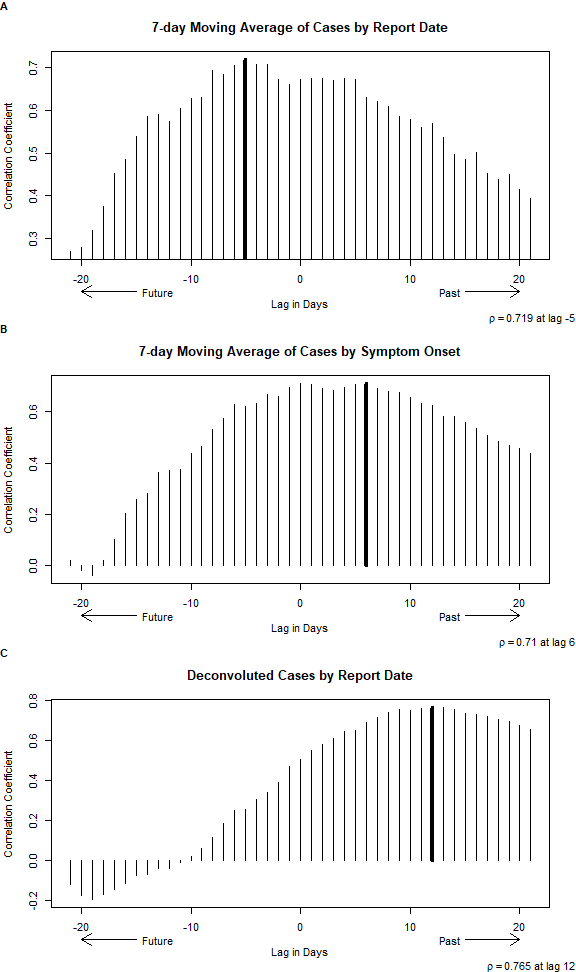 A
7-day Moving Average of Cases by Report Date
Correlation Coefficient
0.7
0.6
0.5
0.4
0.3
-20 -10 0 10 20
Future Past
Lag in Days
ρ = 0.719 at lag -5
B
7-day Moving Average of Cases by Symptom Onset
Correlation Coefficient
0.6
0.4
0.2
0.0
-20 -10 0 10 20
Future Past
Lag in Days
ρ = 0.71 at lag 6
C
Deconvoluted Cases by Report Date
Correlation Coefficient
0.8
0.6
0.4
0.2
0.0
-0.2
-20 -10 0 10 20
Future Past
Lag in Days
ρ = 0.765 at lag 12